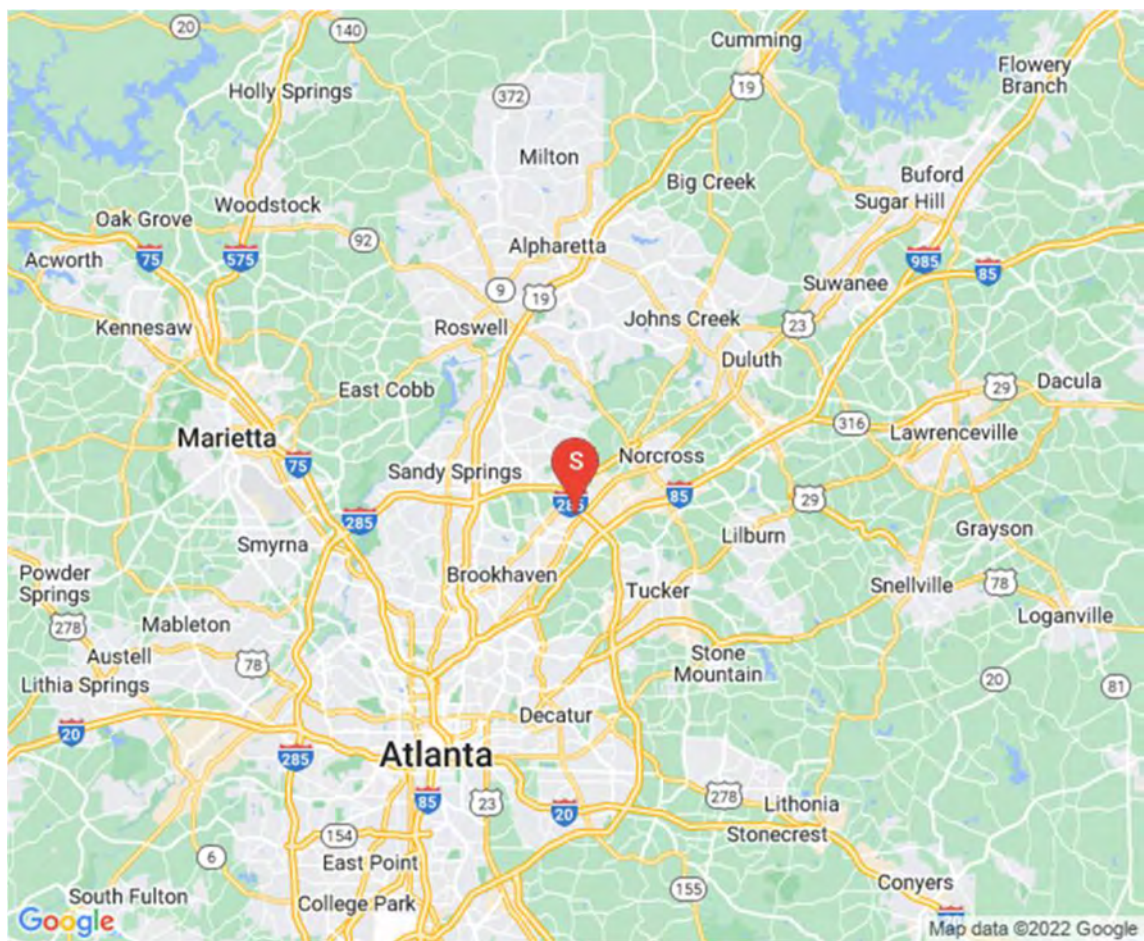 20
140
Cumming
Flowery
Branch
Holly Springs
372
19
Milton
Big Creek
Buford
Sugar Hill
Woodstock
Oak Grove
92
Alpharetta
Acworth
75
575
985
85
Suwanee
9
19
Kennesaw
Roswell
Johns Creek
23
Duluth
East Cobb
29
Dacula
316
Lawrenceville
Marietta
S
Norcross
75
Sandy Springs
285
85
29
285
Grayson
Lilburn
Smyrna
Powder
Springs
Brookhaven
Tucker
Snellville
78
278
Mableton
Loganville
Austell
78
Stone
Mountain
Lithia Springs
20
81
Decatur
20
285
Atlanta
85
23
20
278
Lithonia
Stonecrest
154
6
East Point
155
Conyers
South Fulton
College Park
Google
Map data ©2022 Google